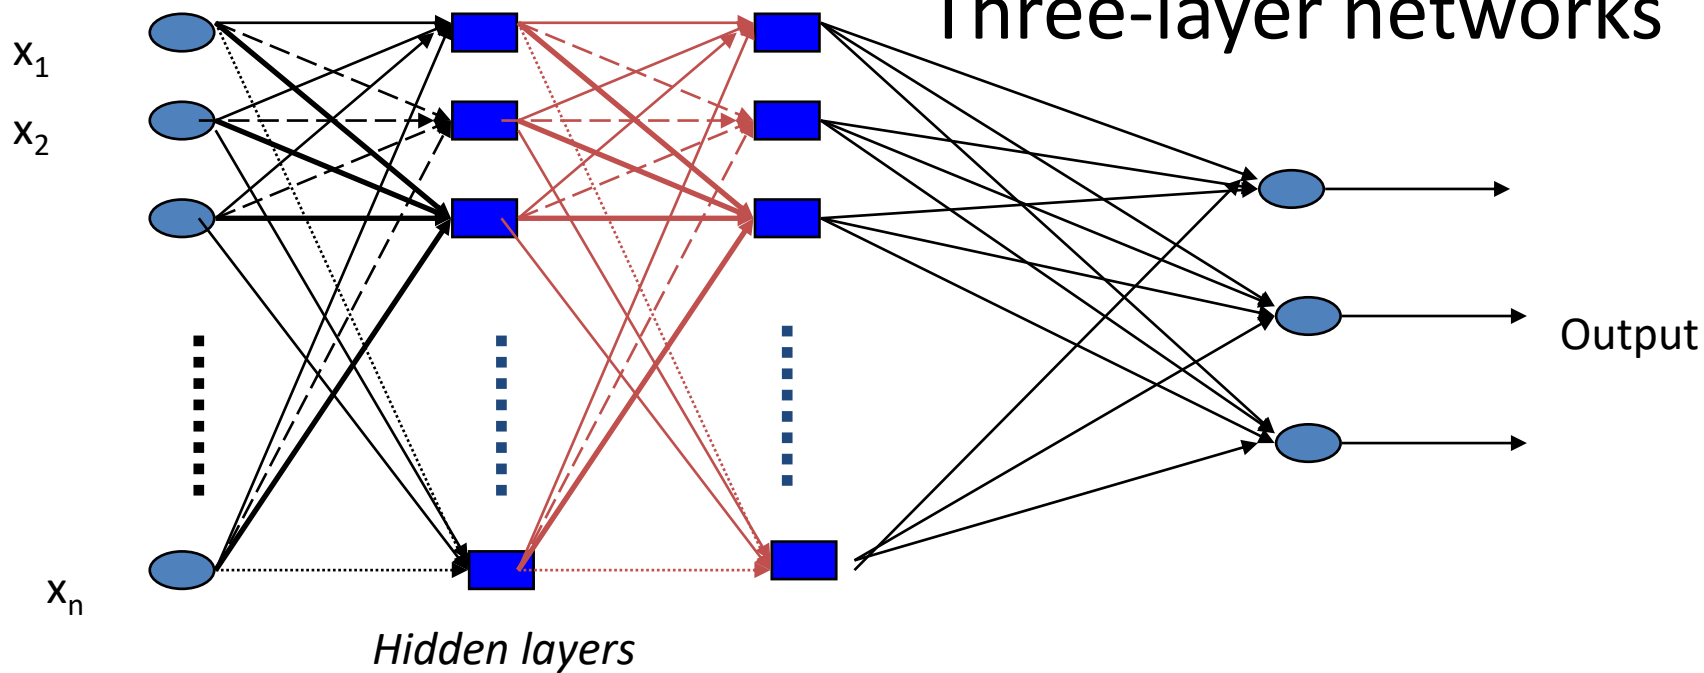 Three-layer networks
x₁
x₂
Output
xₙ
Hidden layers